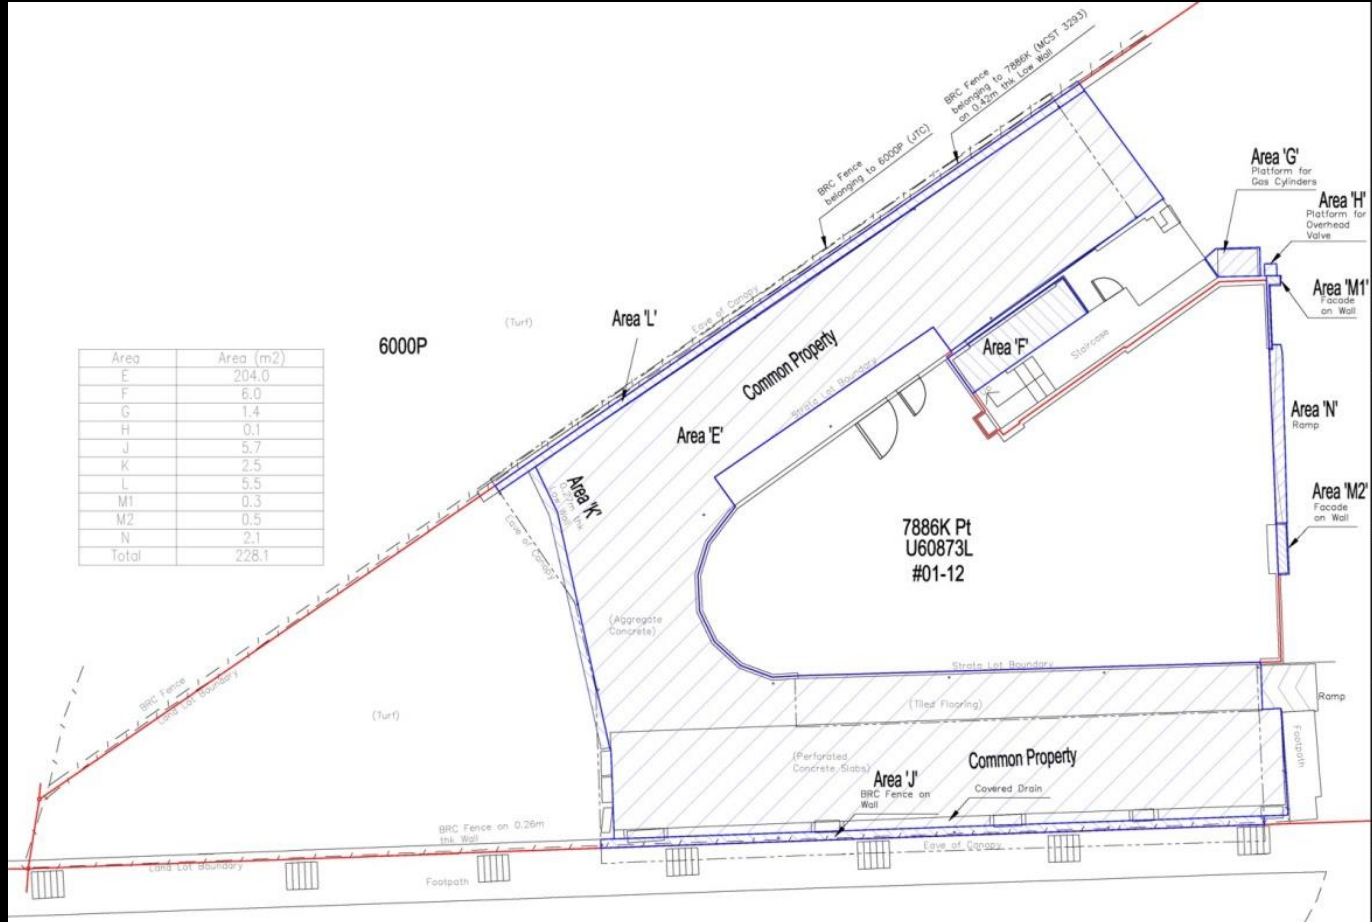 BRC Fence
belonging to 7886K (MCST 3293)
on 0.42m thk Low Wall
BRC Fence
belonging to 6000P (JTC)
Area 'G'
Platform for
Gas Cylinders
Area 'H'
Platform for
Overhead
Valve
Area 'M1'
Facade
on Wall
(Turf)
Area 'L'
Eave of Canopy
6000P
Common Property
Area 'F'
Staircase
UP
Strata Lot Boundary
Area 'E'
Area 'N'
Ramp
Area (m2)
Area
E 204.0
F 6.0
G 1.4
H 0.1
J 5.7
K 2.5
L 5.5
M1 0.3
M2 0.5
N 2.1
Total 228.1
Area 'K'
0.27m thk
Low Wall
Eave of Canopy
Area 'M2'
Facade
on Wall
7886K Pt
U60873L
#01-12
(Aggregate
Concrete)
Strata Lot Boundary
BRC Fence
Land Lot Boundary
(Turf)
(Tiled Flooring)
Ramp
Footpath
(Perforated
Concrete Slabs)
Common Property
Area 'J'
BRC Fence on
Wall
Covered Drain
BRC Fence on 0.26m
thk Wall
Eave of Canopy
Land Lot Boundary
Footpath